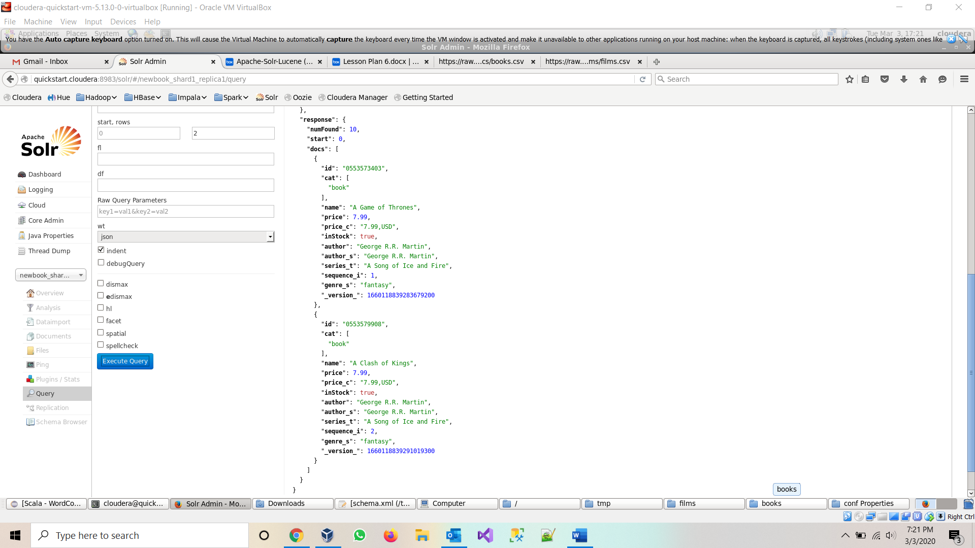 cloudera-quickstart-vm-5.13.0-0-virtualbox [Running] - Oracle VM VirtualBox
File Machine View Input Devices Help
Applications Places System Tue Mar 3, 17:21 cloudera
You have the Auto capture keyboard option turned on. This will cause the Virtual Machine to automatically capture the keyboard every time the VM window is activated and make it unavailable to other applications running on your host machine: when the keyboard is captured, all keystrokes (including system ones like
Solr Admin - Mozilla Firefox
Gmail - Inbox
Solr Admin
Apache-Solr-Lucene (...
Lesson Plan 6.docx | ...
https://raw....cs/books.csv
https://raw....ms/films.csv
quickstart.cloudera:8983/solr/#/newbook_shard1_replica1/query
Search
Cloudera Hue Hadoop HBase Impala Spark Solr Oozie Cloudera Manager Getting Started
Apache Solr
Dashboard
Logging
Cloud
Core Admin
Java Properties
Thread Dump
newbook_shar...
Overview
Analysis
Dataimport
Documents
Files
Ping
Plugins / Stats
Query
Replication
Schema Browser
start, rows
0 2
fl
df
Raw Query Parameters
key1=val1&key2=val2
wt
json
indent
debugQuery
dismax
edismax
hl
facet
spatial
spellcheck
Execute Query
},
"response": {
"numFound": 10,
"start": 0,
"docs": [
{
"id": "0553573403",
"cat": [
"book"
],
"name": "A Game of Thrones",
"price": 7.99,
"price_c": "7.99,USD",
"inStock": true,
"author": "George R.R. Martin",
"author_s": "George R.R. Martin",
"series_t": "A Song of Ice and Fire",
"sequence_i": 1,
"genre_s": "fantasy",
"_version_": 1660118839283679200
},
{
"id": "0553579908",
"cat": [
"book"
],
"name": "A Clash of Kings",
"price": 7.99,
"price_c": "7.99,USD",
"inStock": true,
"author": "George R.R. Martin",
"author_s": "George R.R. Martin",
"series_t": "A Song of Ice and Fire",
"sequence_i": 2,
"genre_s": "fantasy",
"_version_": 1660118839291019300
}
]
}
}
books
[Scala - WordCo...
cloudera@quick...
Solr Admin - Mo...
Downloads
[schema.xml (/t...
Computer
/
tmp
films
books
conf Properties
Right Ctrl
Type here to search
7:21 PM
3/3/2020
3